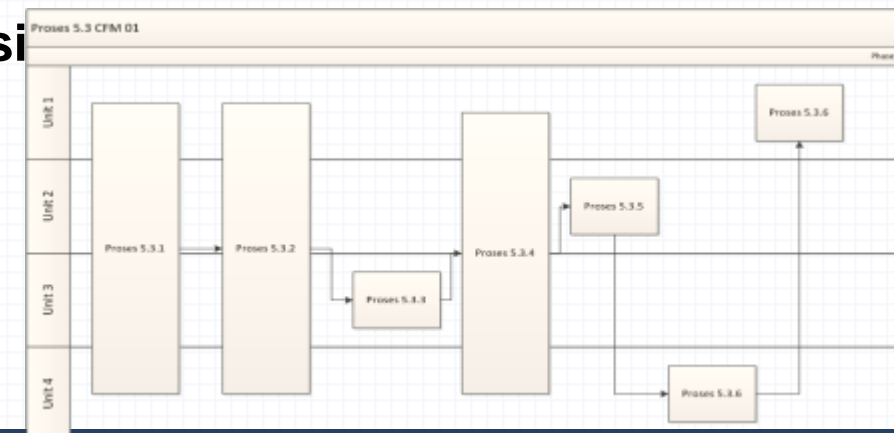 si
Proses 5.3 CFM 01
Phase
Unit 1
Unit 2
Unit 3
Unit 4
Proses 5.3.1
Proses 5.3.2
Proses 5.3.3
Proses 5.3.4
Proses 5.3.5
Proses 5.3.6
Proses 5.3.6